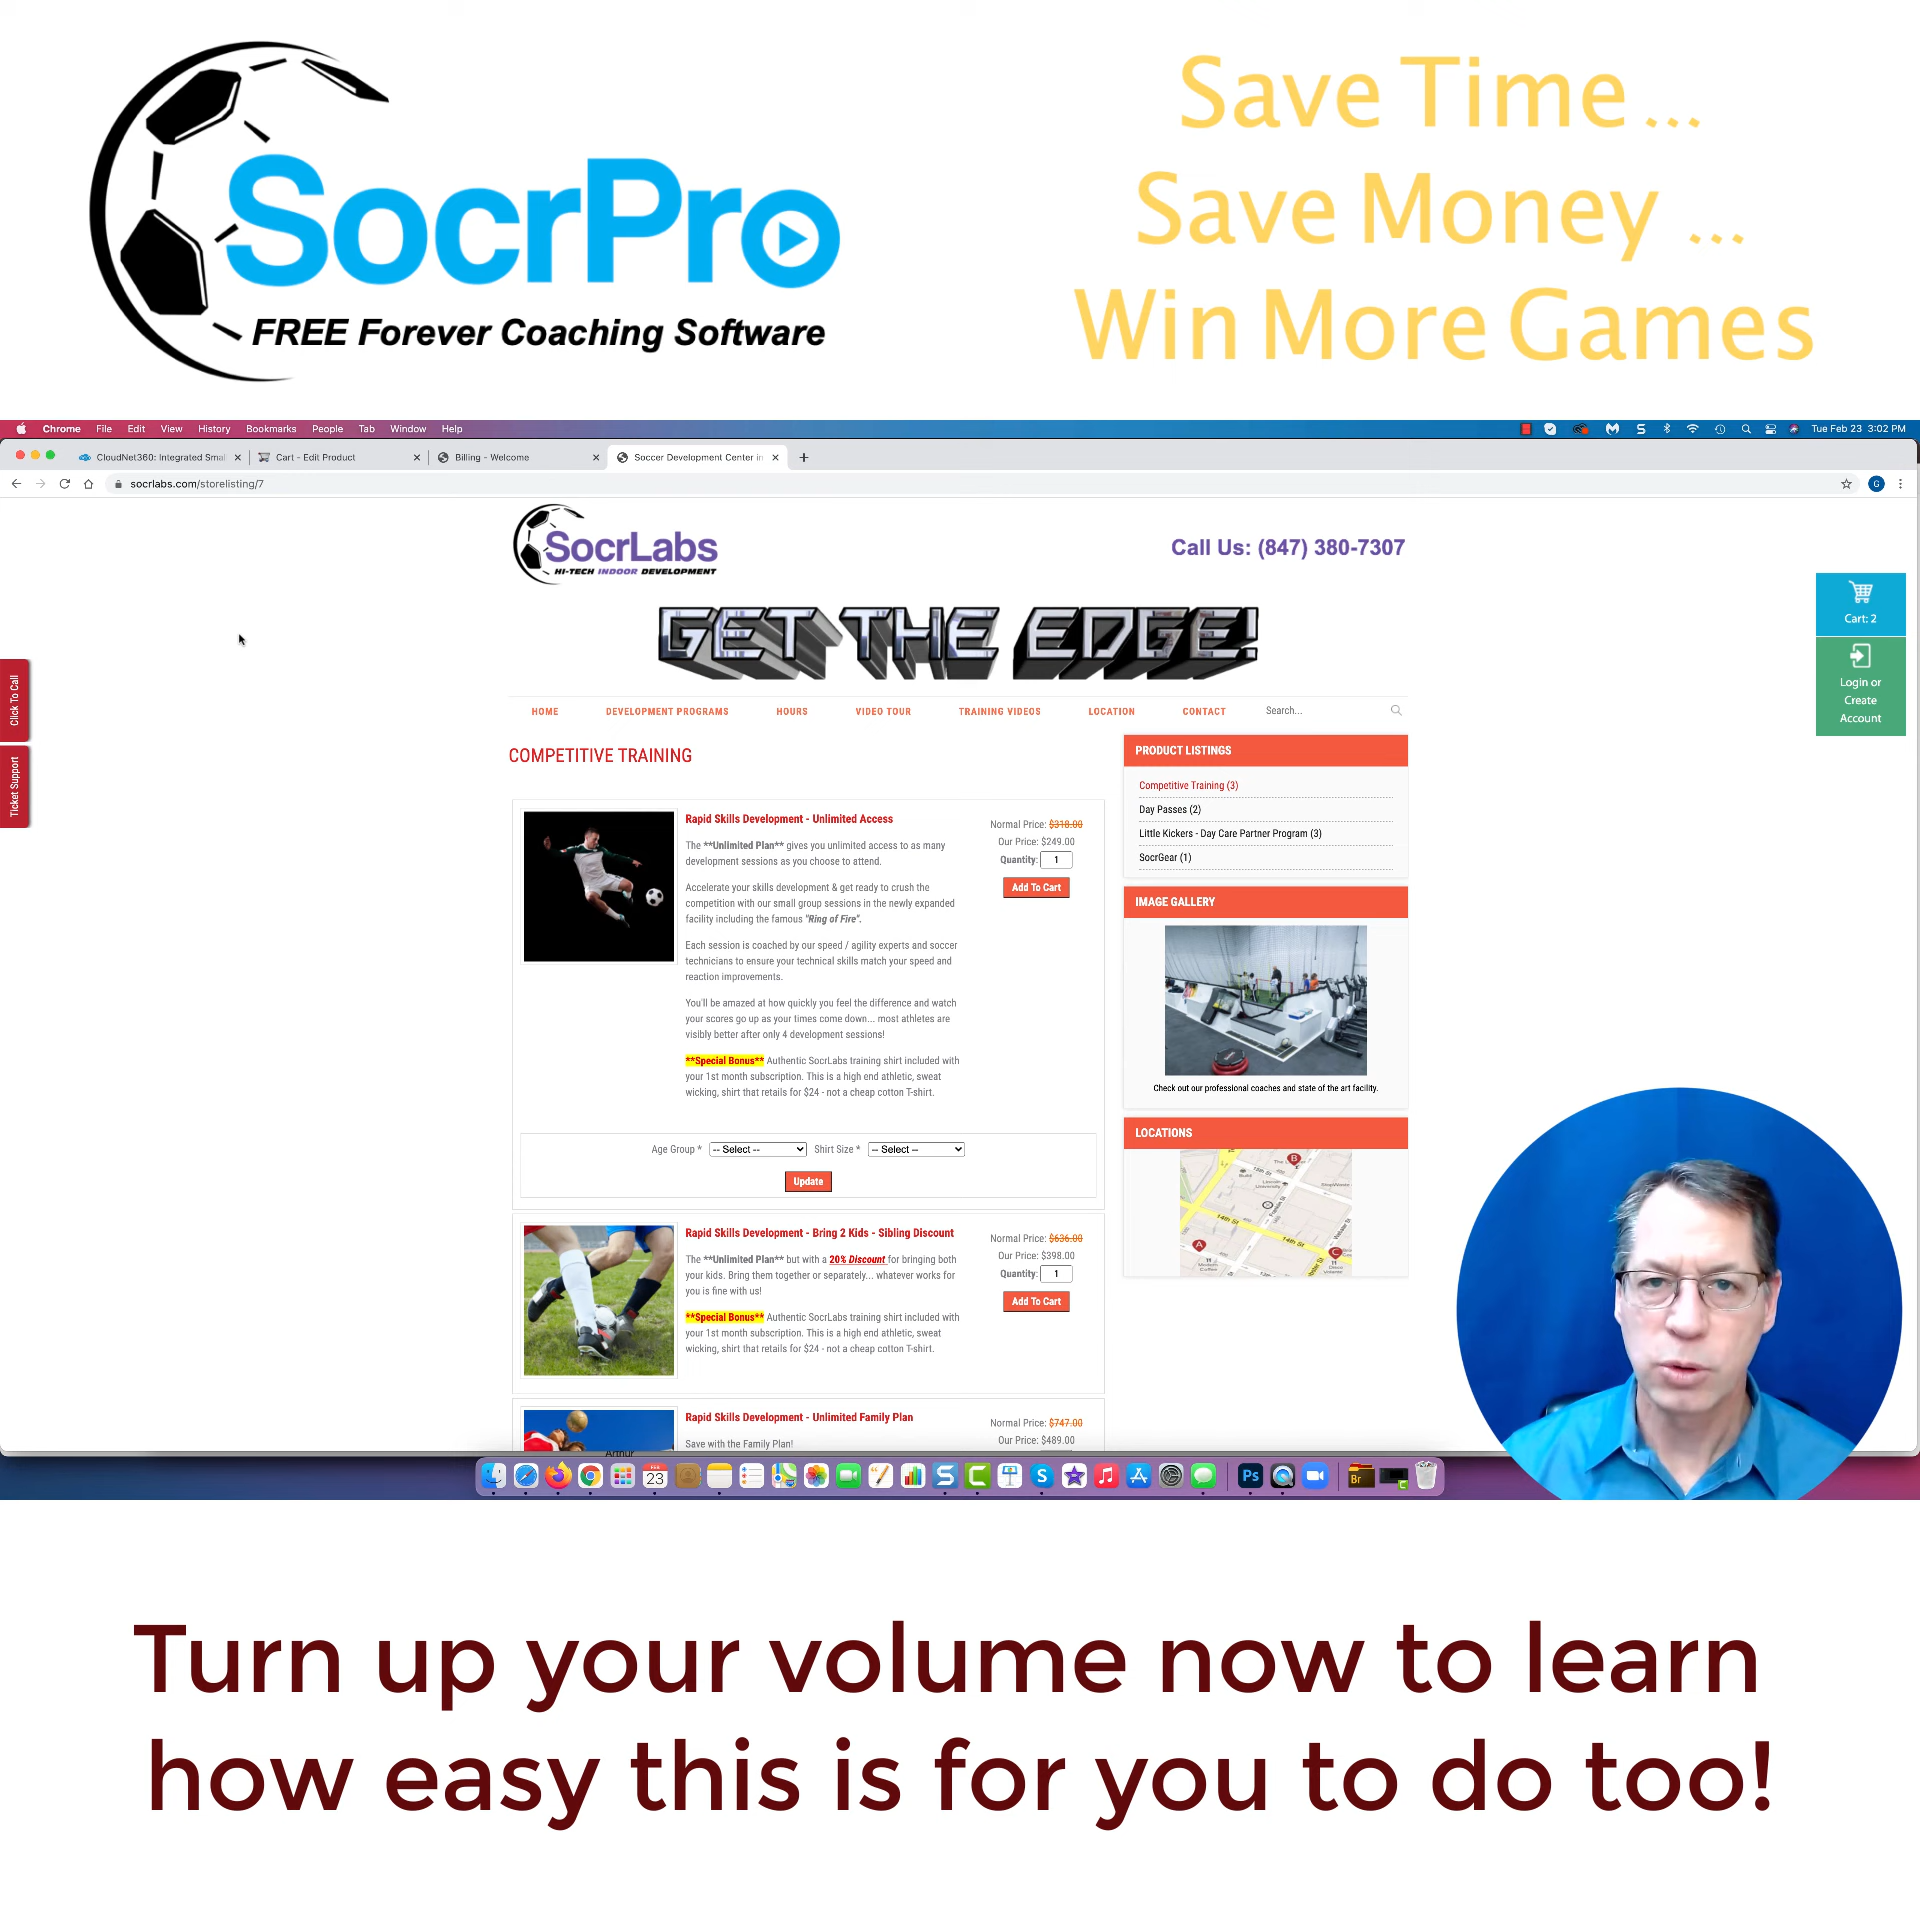 SocrPro
FREE Forever Coaching Software
Save Time...
Save Money ...
Win More Games
Chrome File Edit View History Bookmarks People Tab Window Help
Tue Feb 23 3:02 PM
CloudNet360: Integrated Smal
Cart - Edit Product
Billing - Welcome
Soccer Development Center in
socrlabs.com/storelisting/7
G
SocrLabs
HI-TECH INDOOR DEVELOPMENT
Call Us: (847) 380-7307
GET THE EDGE!
Cart: 2
Login or
Create
Account
Click To Call
Ticket Support
HOME DEVELOPMENT PROGRAMS HOURS VIDEO TOUR TRAINING VIDEOS LOCATION CONTACT Search...
COMPETITIVE TRAINING
Rapid Skills Development - Unlimited Access
The **Unlimited Plan** gives you unlimited access to as many
development sessions as you choose to attend.
Accelerate your skills development & get ready to crush the
competition with our small group sessions in the newly expanded
facility including the famous "Ring of Fire".
Each session is coached by our speed / agility experts and soccer
technicians to ensure your technical skills match your speed and
reaction improvements.
You'll be amazed at how quickly you feel the difference and watch
your scores go up as your times come down... most athletes are
visibly better after only 4 development sessions!
**Special Bonus** Authentic SocrLabs training shirt included with
your 1st month subscription. This is a high end athletic, sweat
wicking, shirt that retails for $24 - not a cheap cotton T-shirt.
Normal Price: $318.00
Our Price: $249.00
Quantity: 1
Add To Cart
Age Group * -- Select -- Shirt Size * -- Select --
Update
Rapid Skills Development - Bring 2 Kids - Sibling Discount
The **Unlimited Plan** but with a 20% Discount for bringing both
your kids. Bring them together or separately... whatever works for
you is fine with us!
**Special Bonus** Authentic SocrLabs training shirt included with
your 1st month subscription. This is a high end athletic, sweat
wicking, shirt that retails for $24 - not a cheap cotton T-shirt.
Normal Price: $636.00
Our Price: $398.00
Quantity: 1
Add To Cart
Rapid Skills Development - Unlimited Family Plan
Save with the Family Plan!
Normal Price: $747.00
Our Price: $489.00
PRODUCT LISTINGS
Competitive Training (3)
Day Passes (2)
Little Kickers - Day Care Partner Program (3)
SocrGear (1)
IMAGE GALLERY
Check out our professional coaches and state of the art facility.
LOCATIONS
B
14th St
14th St
A
C
Arthur
FEB
23
S
C
S
Ps
Br
Turn up your volume now to learn
how easy this is for you to do too!